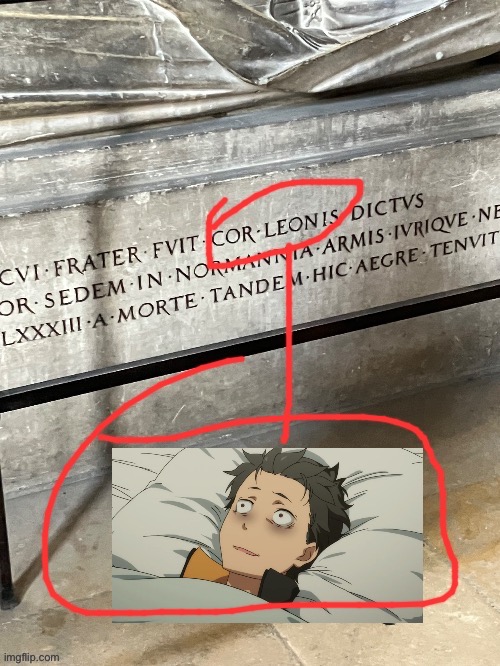 CVI·FRATER·FVIT·COR·LEONIS DICTVS
OR·SEDEM·IN·NORMANNIA·ARMIS·IVRIQVE·NE
LXXXIII·A·MORTE·TANDEM·HIC·AEGRE·TENVIT
imgflip.com